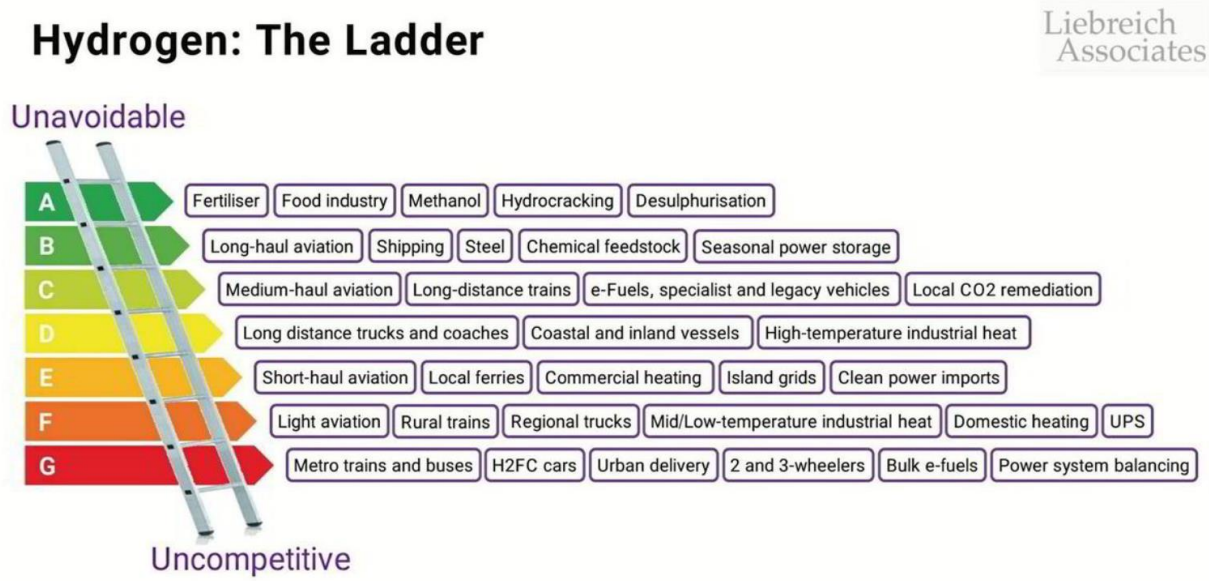 Hydrogen: The Ladder
Liebreich
Associates
Unavoidable
A Fertiliser Food industry Methanol Hydrocracking Desulphurisation
B Long-haul aviation Shipping Steel Chemical feedstock Seasonal power storage
C Medium-haul aviation Long-distance trains e-Fuels, specialist and legacy vehicles Local CO2 remediation
D Long distance trucks and coaches Coastal and inland vessels High-temperature industrial heat
E Short-haul aviation Local ferries Commercial heating Island grids Clean power imports
F Light aviation Rural trains Regional trucks Mid/Low-temperature industrial heat Domestic heating UPS
G Metro trains and buses H2FC cars Urban delivery 2 and 3-wheelers Bulk e-fuels Power system balancing
Uncompetitive